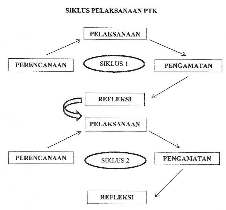 SIKLUS PELAKSANAAN PTK
PELAKSANAAN
PERENCANAAN
SIKLUS 1
PENGAMATAN
REFLEKSI
PELAKSANAAN
PERENCANAAN
SIKLUS 2
PENGAMATAN
REFLEKSI